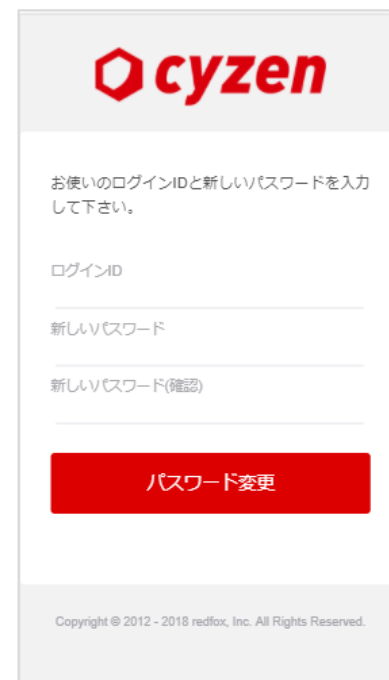 cyzen
お使いのログインIDと新しいパスワードを入力
して下さい。
ログインID
新しいパスワード
新しいパスワード(確認)
パスワード変更
Copyright © 2012 - 2018 redfox, Inc. All Rights Reserved.